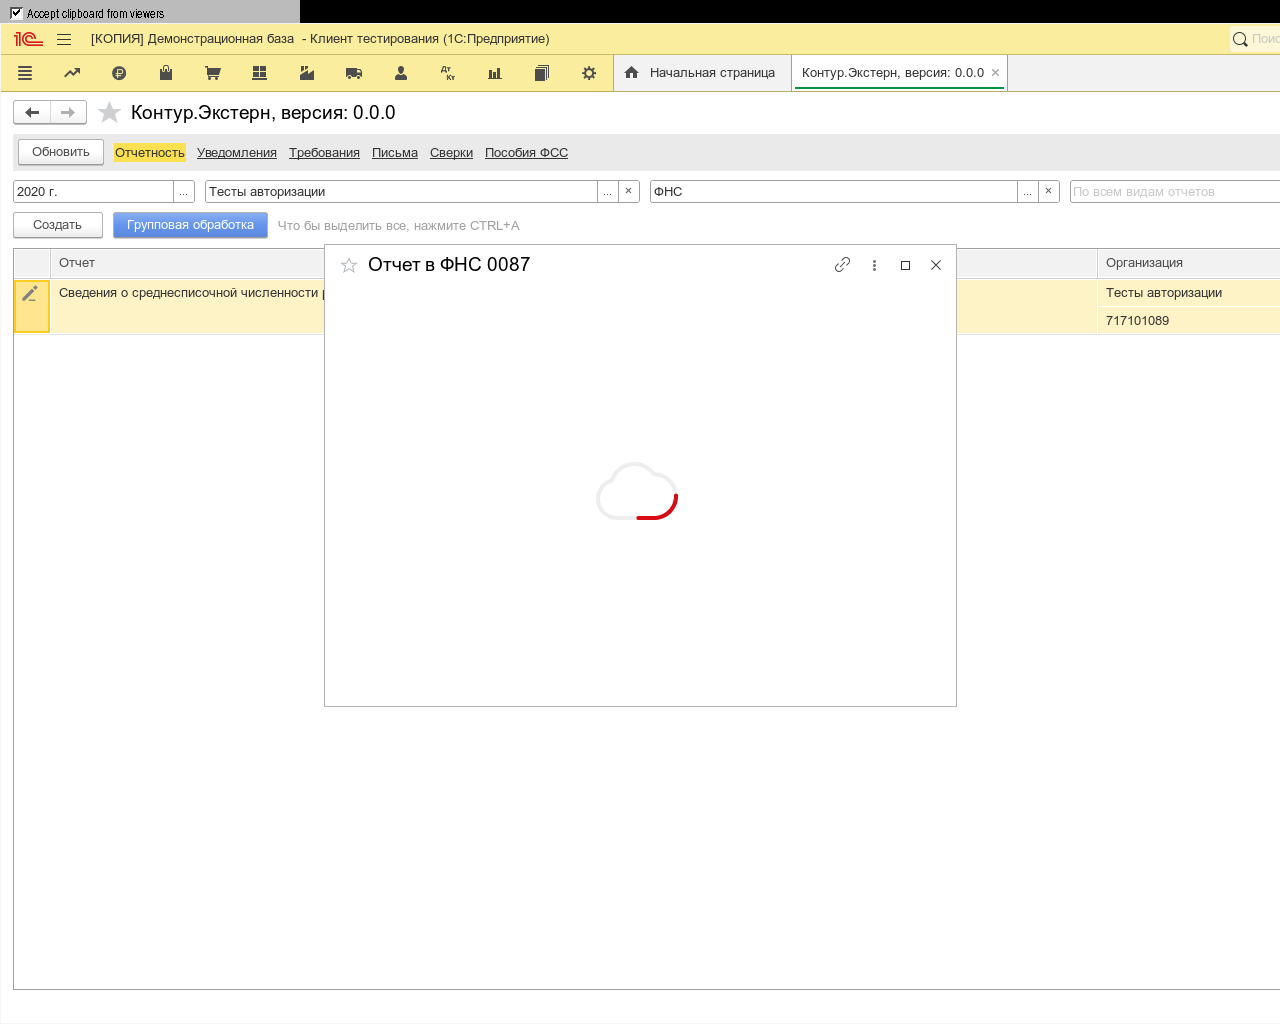 Accept clipboard from viewers
[КОПИЯ] Демонстрационная база - Клиент тестирования (1С:Предприятие)
Дт Кт
Начальная страница
Контур.Экстерн, версия: 0.0.0
Контур.Экстерн, версия: 0.0.0
Обновить Отчетность Уведомления Требования Письма Сверки Пособия ФСС
2020 г. ... Тесты авторизации ... × ФНС ... × По всем видам отчетов
Создать Групповая обработка Что бы выделить все, нажмите CTRL+A
Отчет Организация
Отчет в ФНС 0087
Сведения о среднесписочной численности Тесты авторизации
717101089